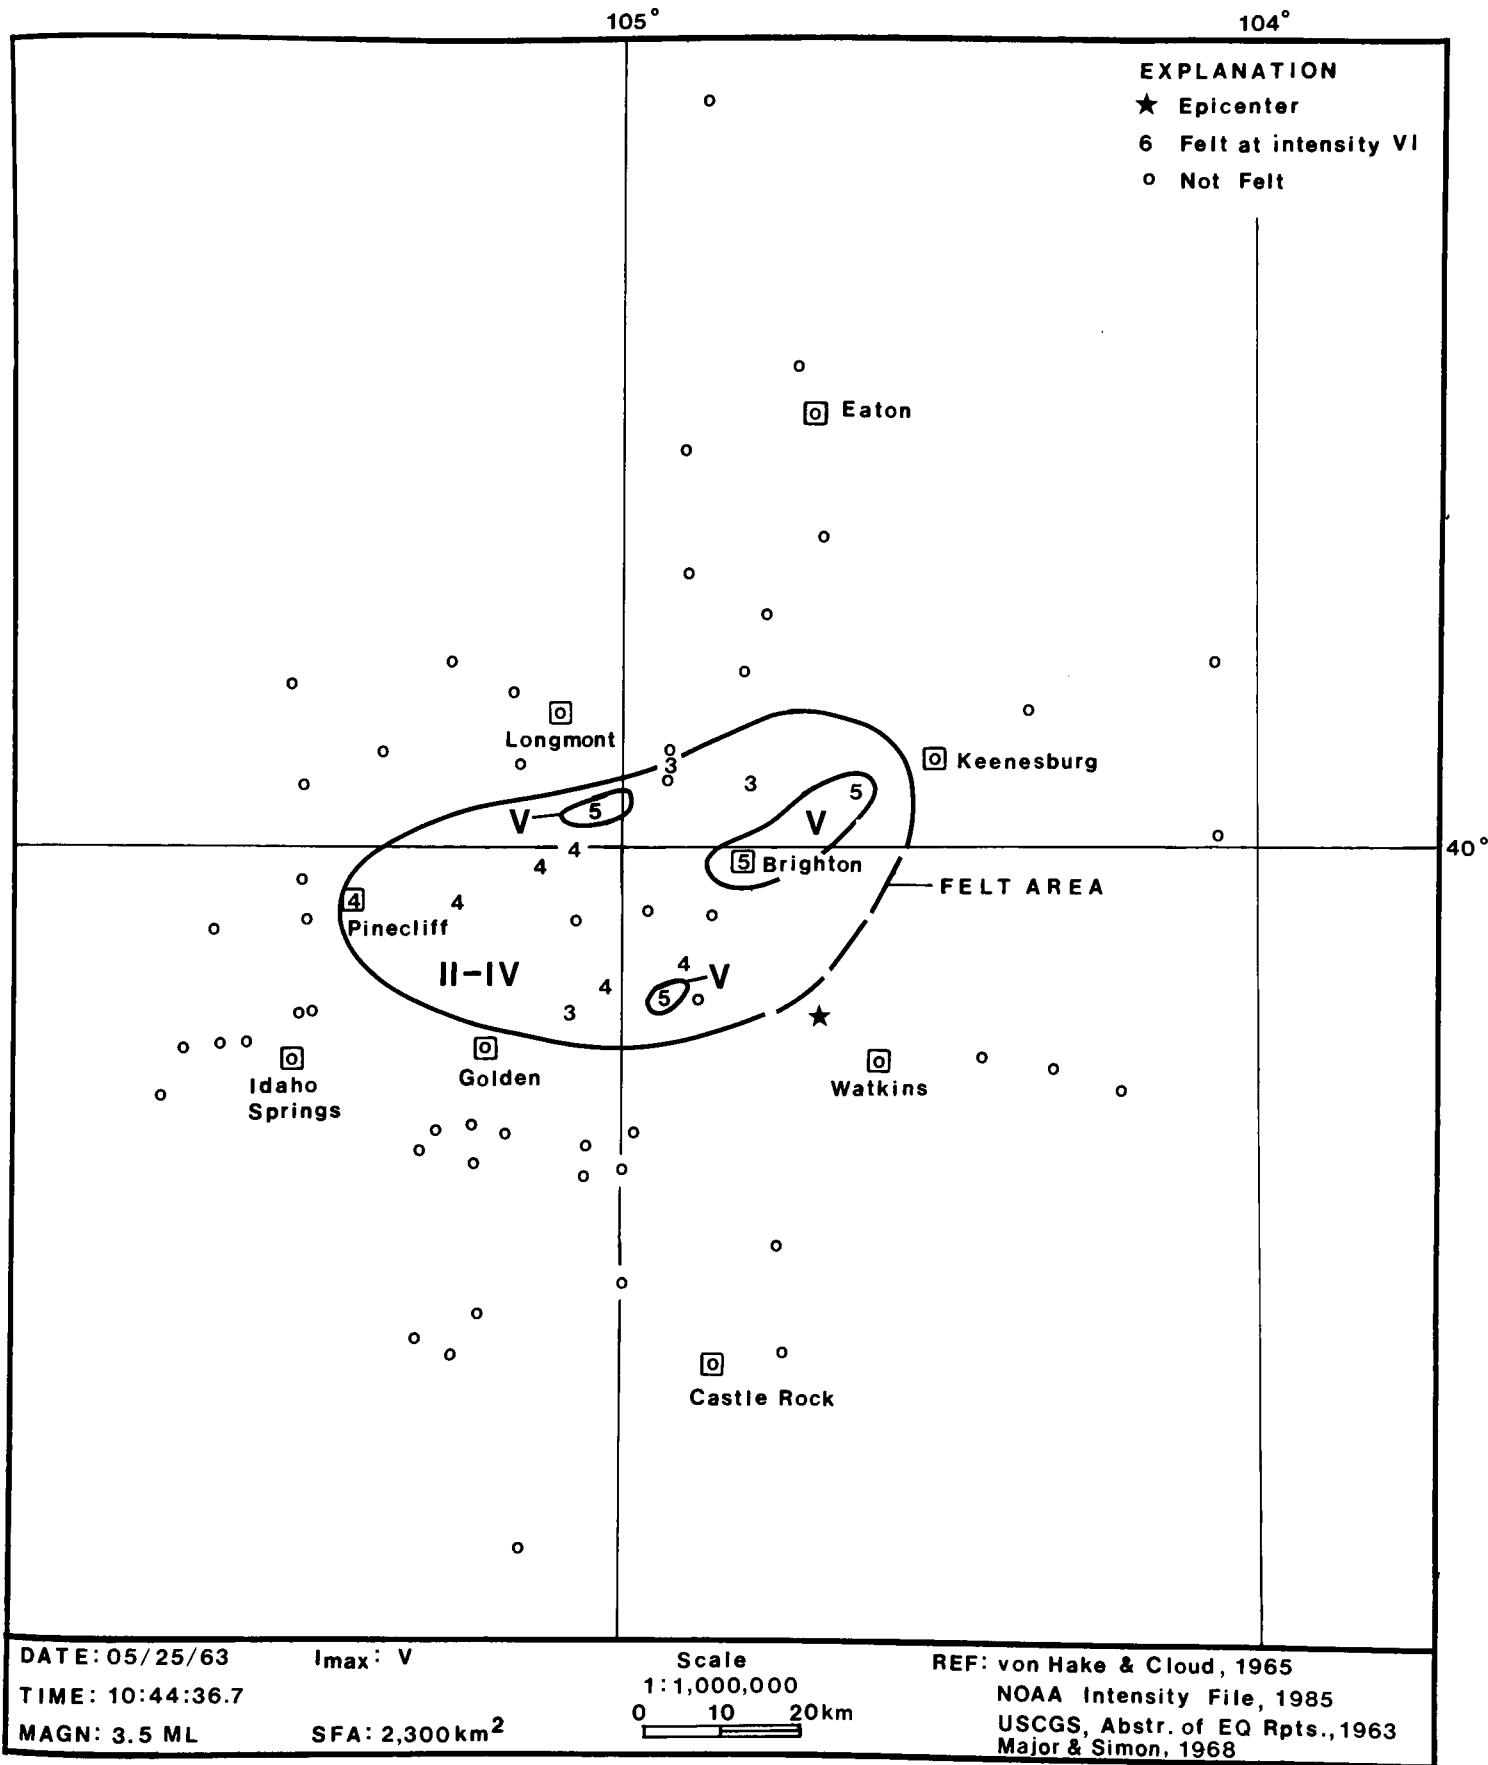 105°
104°
EXPLANATION
★ Epicenter
6 Felt at intensity VI
o Not Felt
Eaton
Longmont
3
Keenesburg
3
5
V
5
V
40°
4
4
5 Brighton
FELT AREA
4
4
Pinecliff
II-IV
4
V
4
5
3
Idaho
Springs
Golden
Watkins
Castle Rock
DATE: 05/25/63
Imax: V
TIME: 10:44:36.7
MAGN: 3.5 ML
SFA: 2,300 km²
Scale
1:1,000,000
0 10 20km
REF: von Hake & Cloud, 1965
NOAA Intensity File, 1985
USCGS, Abstr. of EQ Rpts., 1963
Major & Simon, 1968